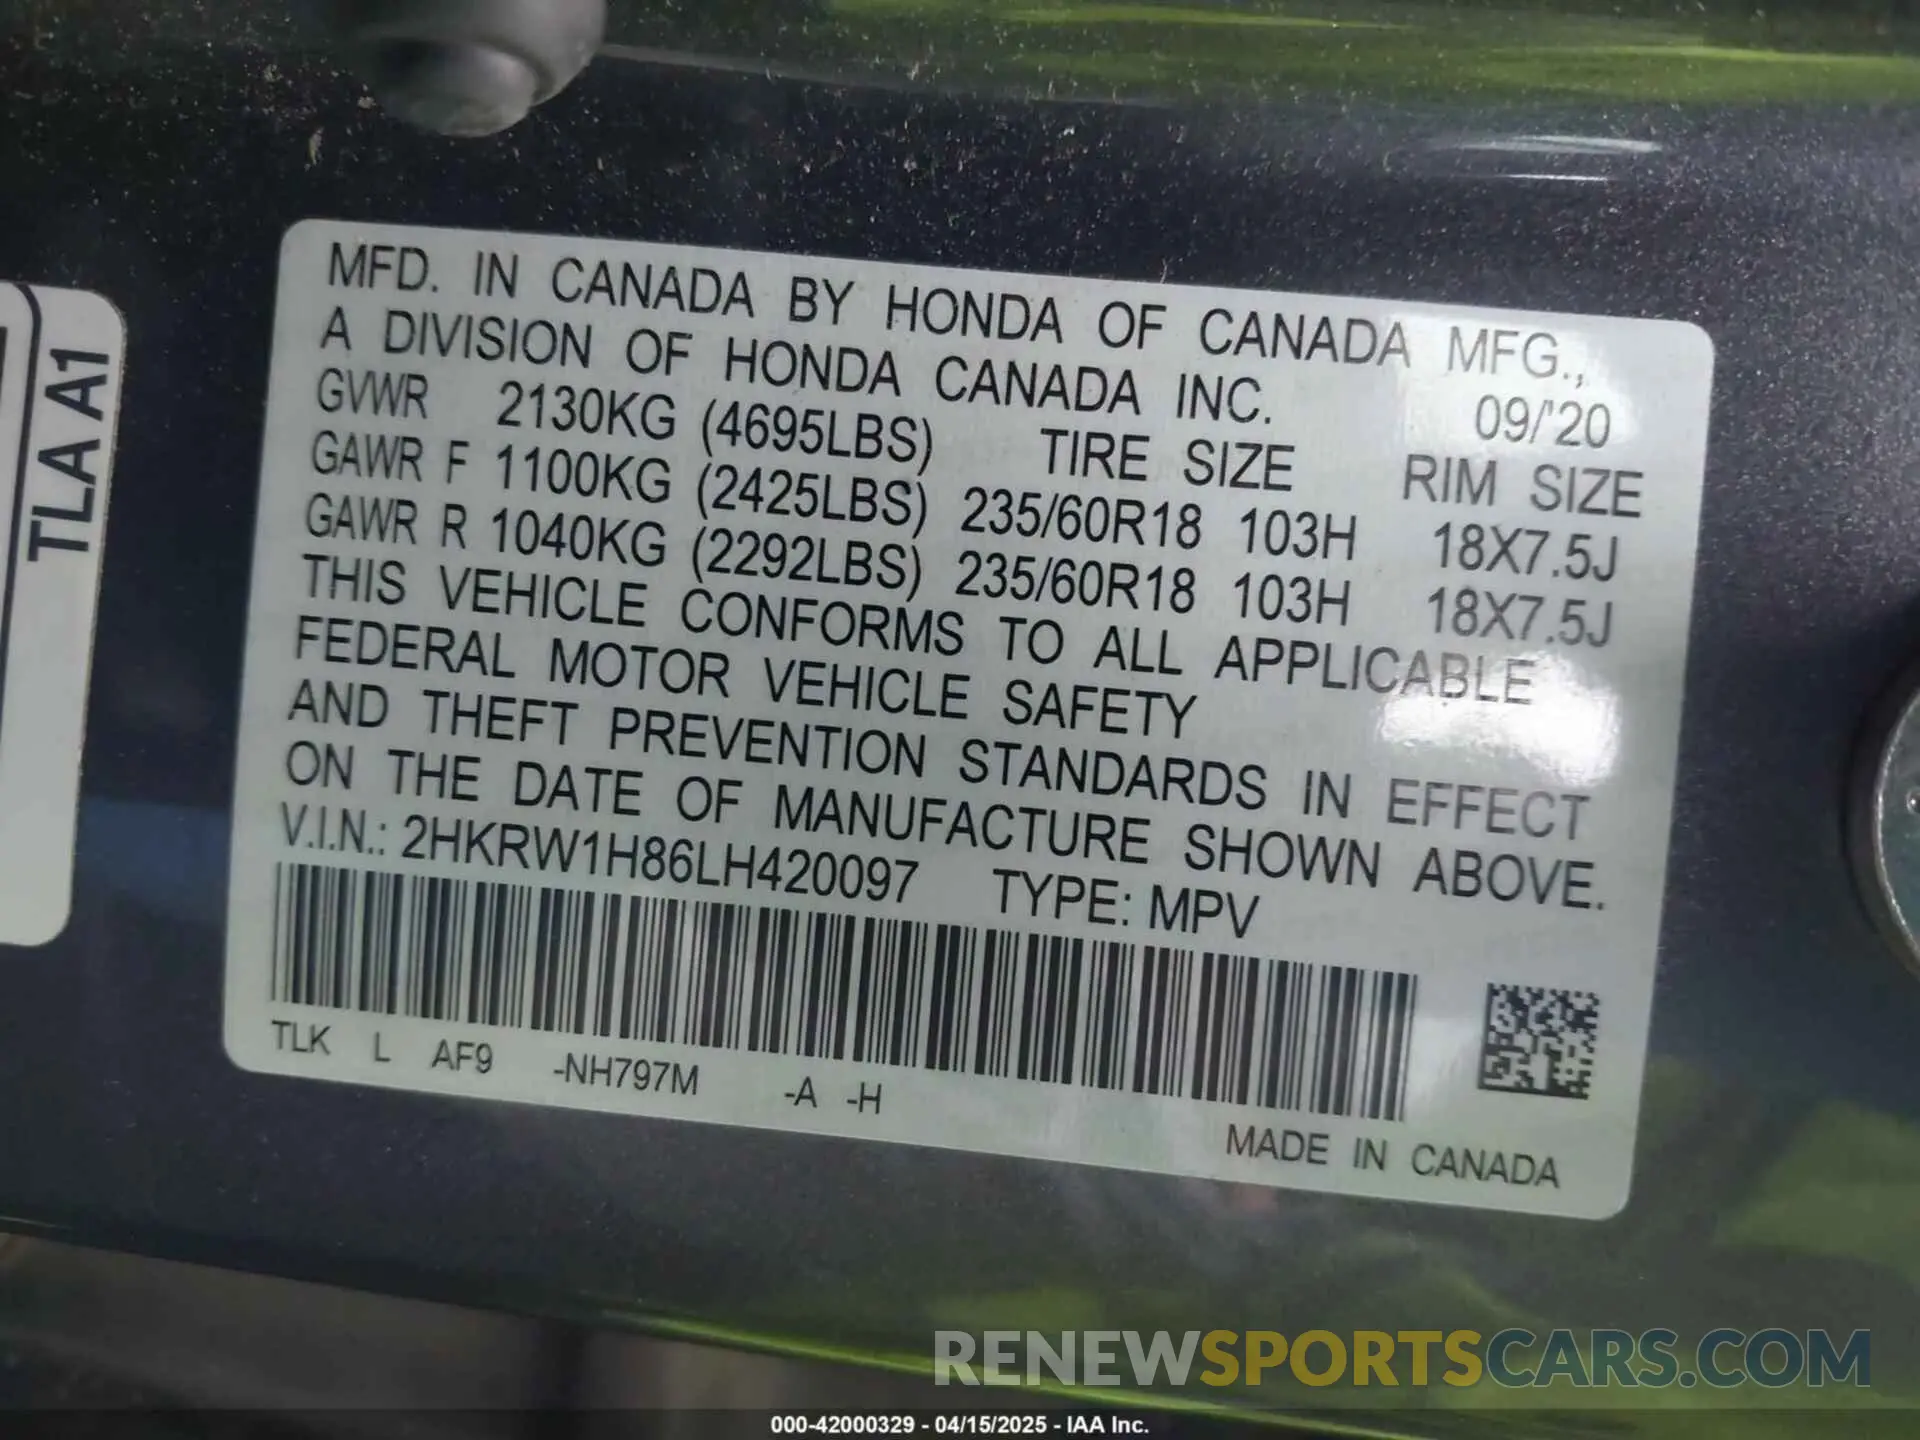 TLA A1
MFD. IN CANADA BY HONDA OF CANADA MFG.,
A DIVISION OF HONDA CANADA INC. 09/'20
GVWR 2130KG (4695LBS) TIRE SIZE RIM SIZE
GAWR F 1100KG (2425LBS) 235/60R18 103H 18X7.5J
GAWR R 1040KG (2292LBS) 235/60R18 103H 18X7.5J
THIS VEHICLE CONFORMS TO ALL APPLICABLE
FEDERAL MOTOR VEHICLE SAFETY
AND THEFT PREVENTION STANDARDS IN EFFECT
ON THE DATE OF MANUFACTURE SHOWN ABOVE.
V.I.N.: 2HKRW1H86LH420097 TYPE: MPV
TLK L AF9 -NH797M -A -H
MADE IN CANADA
RENEWSPORTSCARS.COM
000-42000329 - 04/15/2025 - IAA Inc.